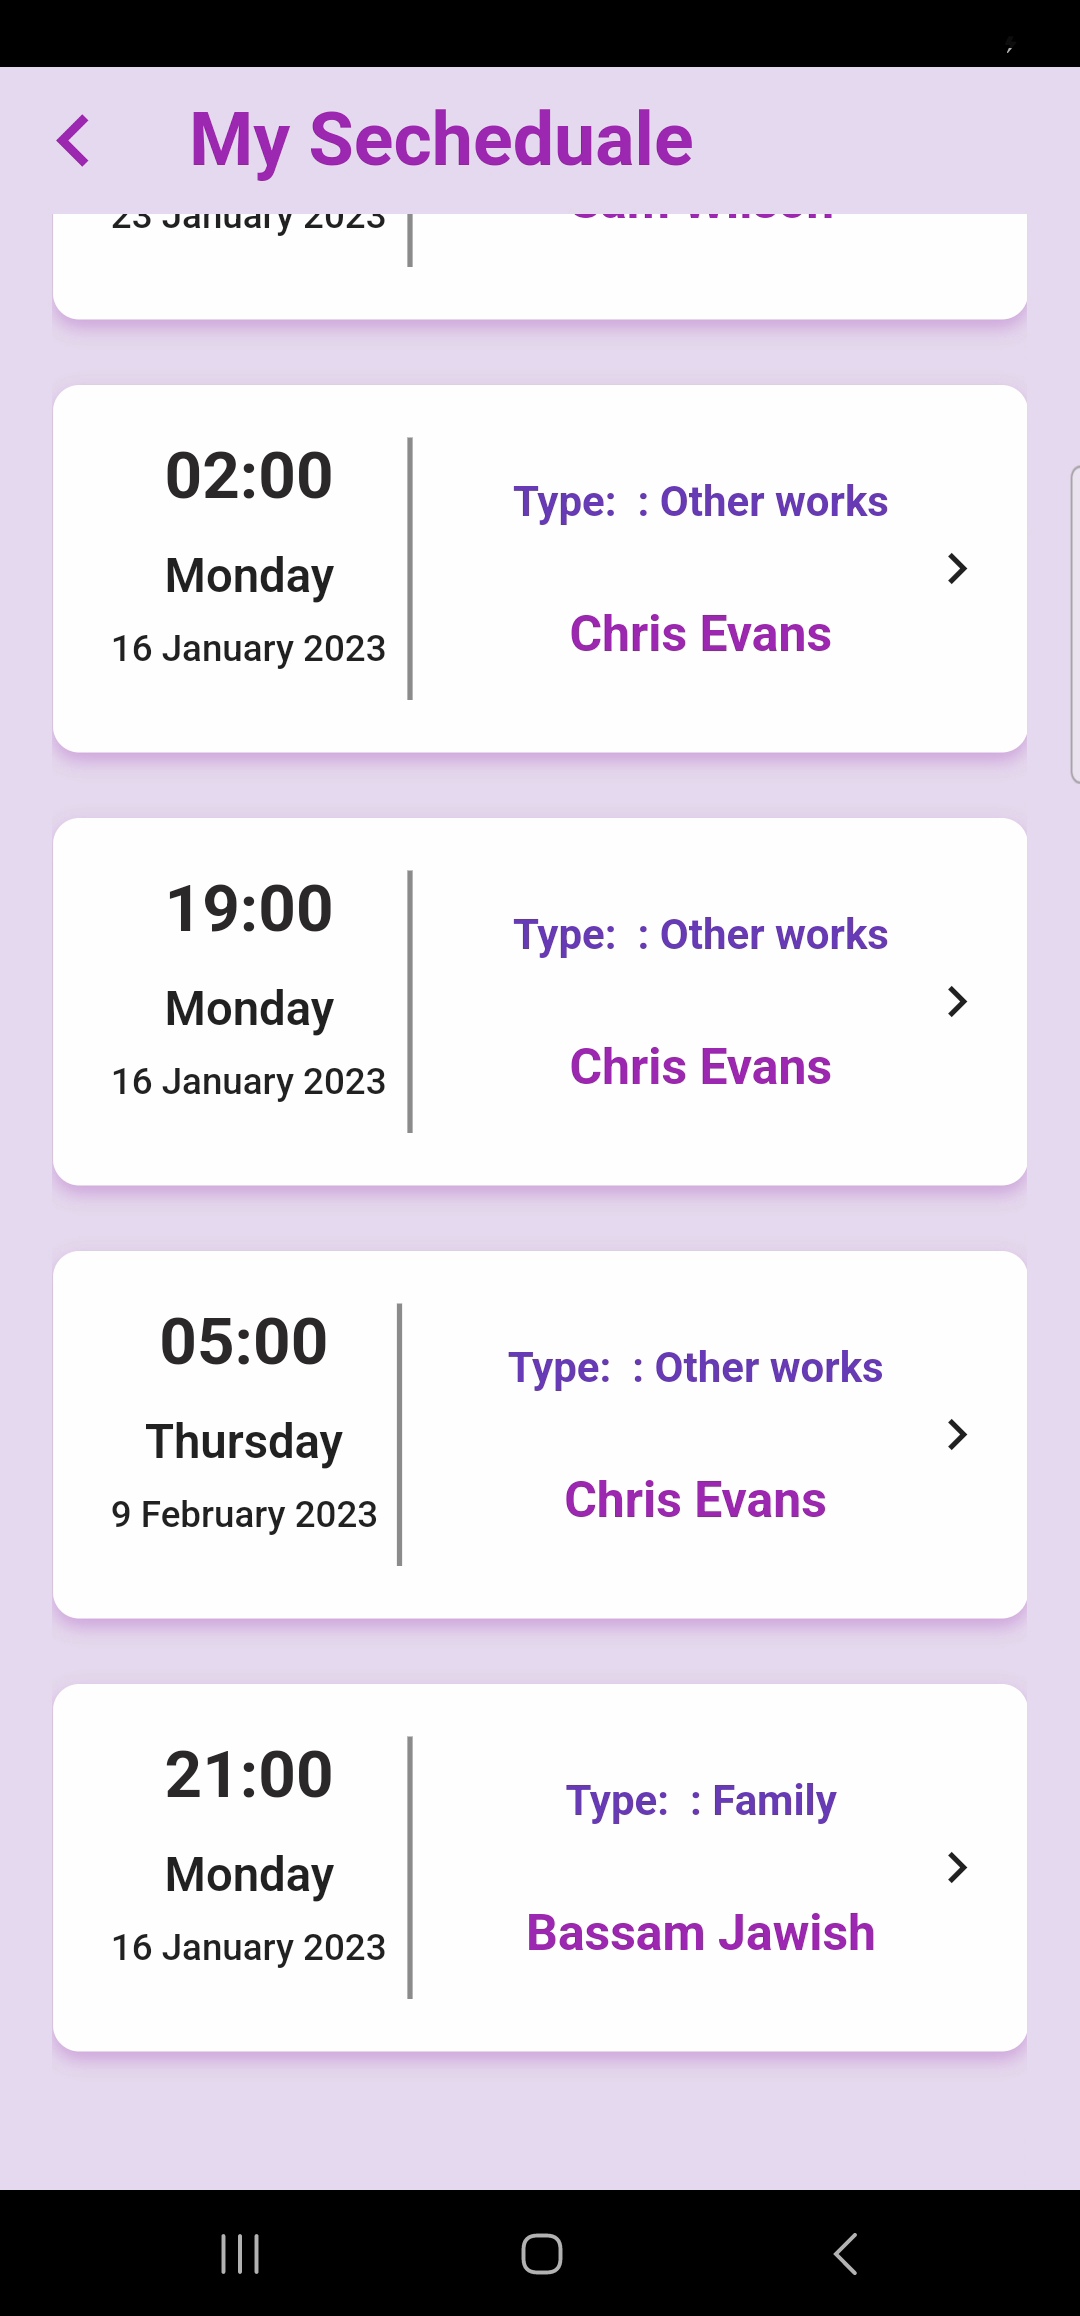 My Secheduale
23 January 2023
Sam Wilson
02:00
Monday
16 January 2023
Type:  : Other works
Chris Evans
19:00
Monday
16 January 2023
Type:  : Other works
Chris Evans
05:00
Thursday
9 February 2023
Type:  : Other works
Chris Evans
21:00
Monday
16 January 2023
Type:  : Family
Bassam Jawish